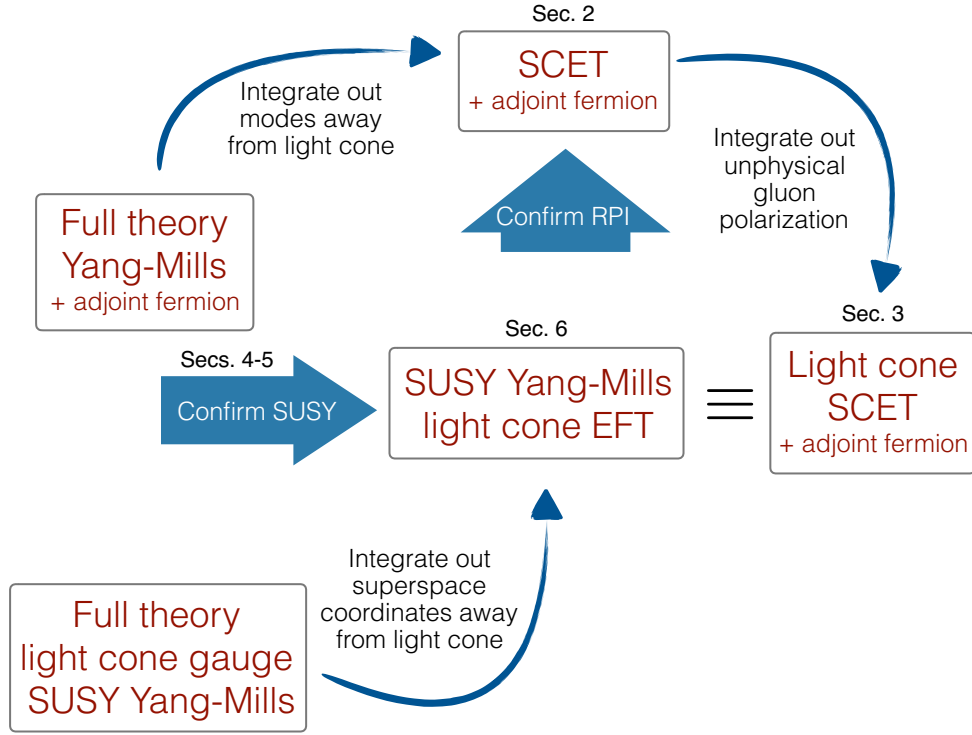 Sec. 2
SCET
+ adjoint fermion
Integrate out
modes away
from light cone
Integrate out
unphysical
gluon
polarization
Confirm RPI
Full theory
Yang-Mills
+ adjoint fermion
Secs. 4-5
Confirm SUSY
Sec. 6
SUSY Yang-Mills
light cone EFT
Sec. 3
Light cone
SCET
+ adjoint fermion
Integrate out
superspace
coordinates away
from light cone
Full theory
light cone gauge
SUSY Yang-Mills